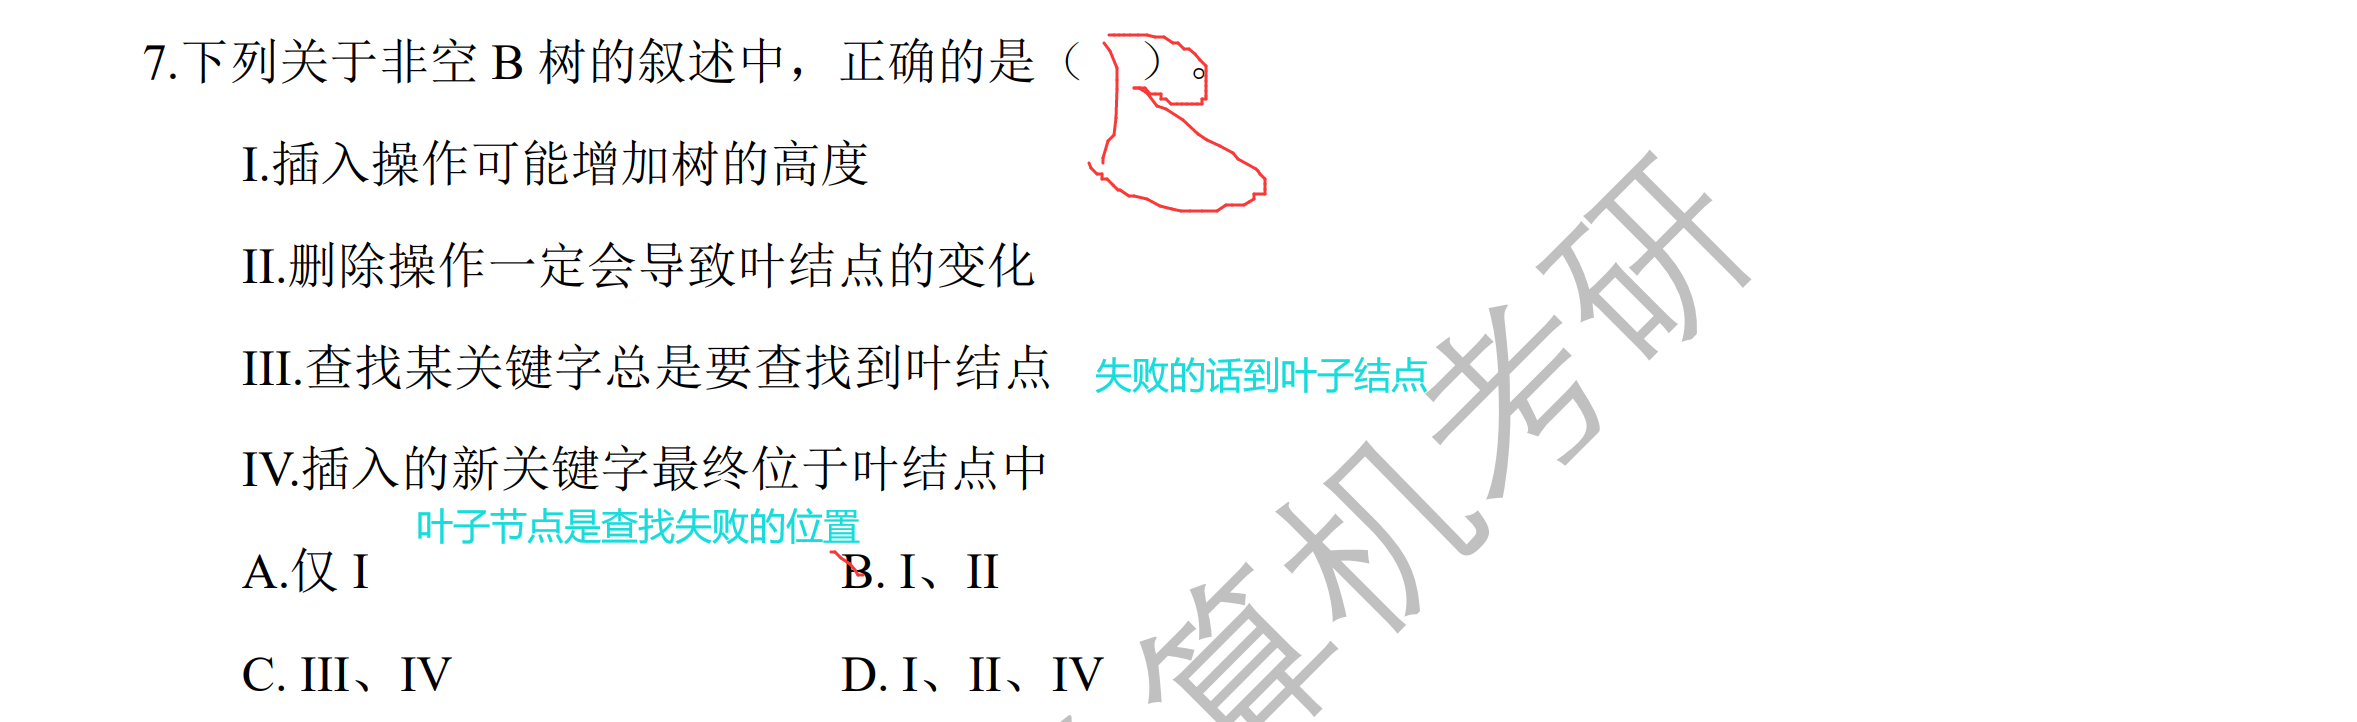 7.下列关于非空 B 树的叙述中，正确的是（ ）。
I.插入操作可能增加树的高度
II.删除操作一定会导致叶结点的变化
III.查找某关键字总是要查找到叶结点 失败的话到叶子结点
IV.插入的新关键字最终位于叶结点中
叶子节点是查找失败的位置
A.仅 I B. I、II
C. III、IV D. I、II、IV
算机考研